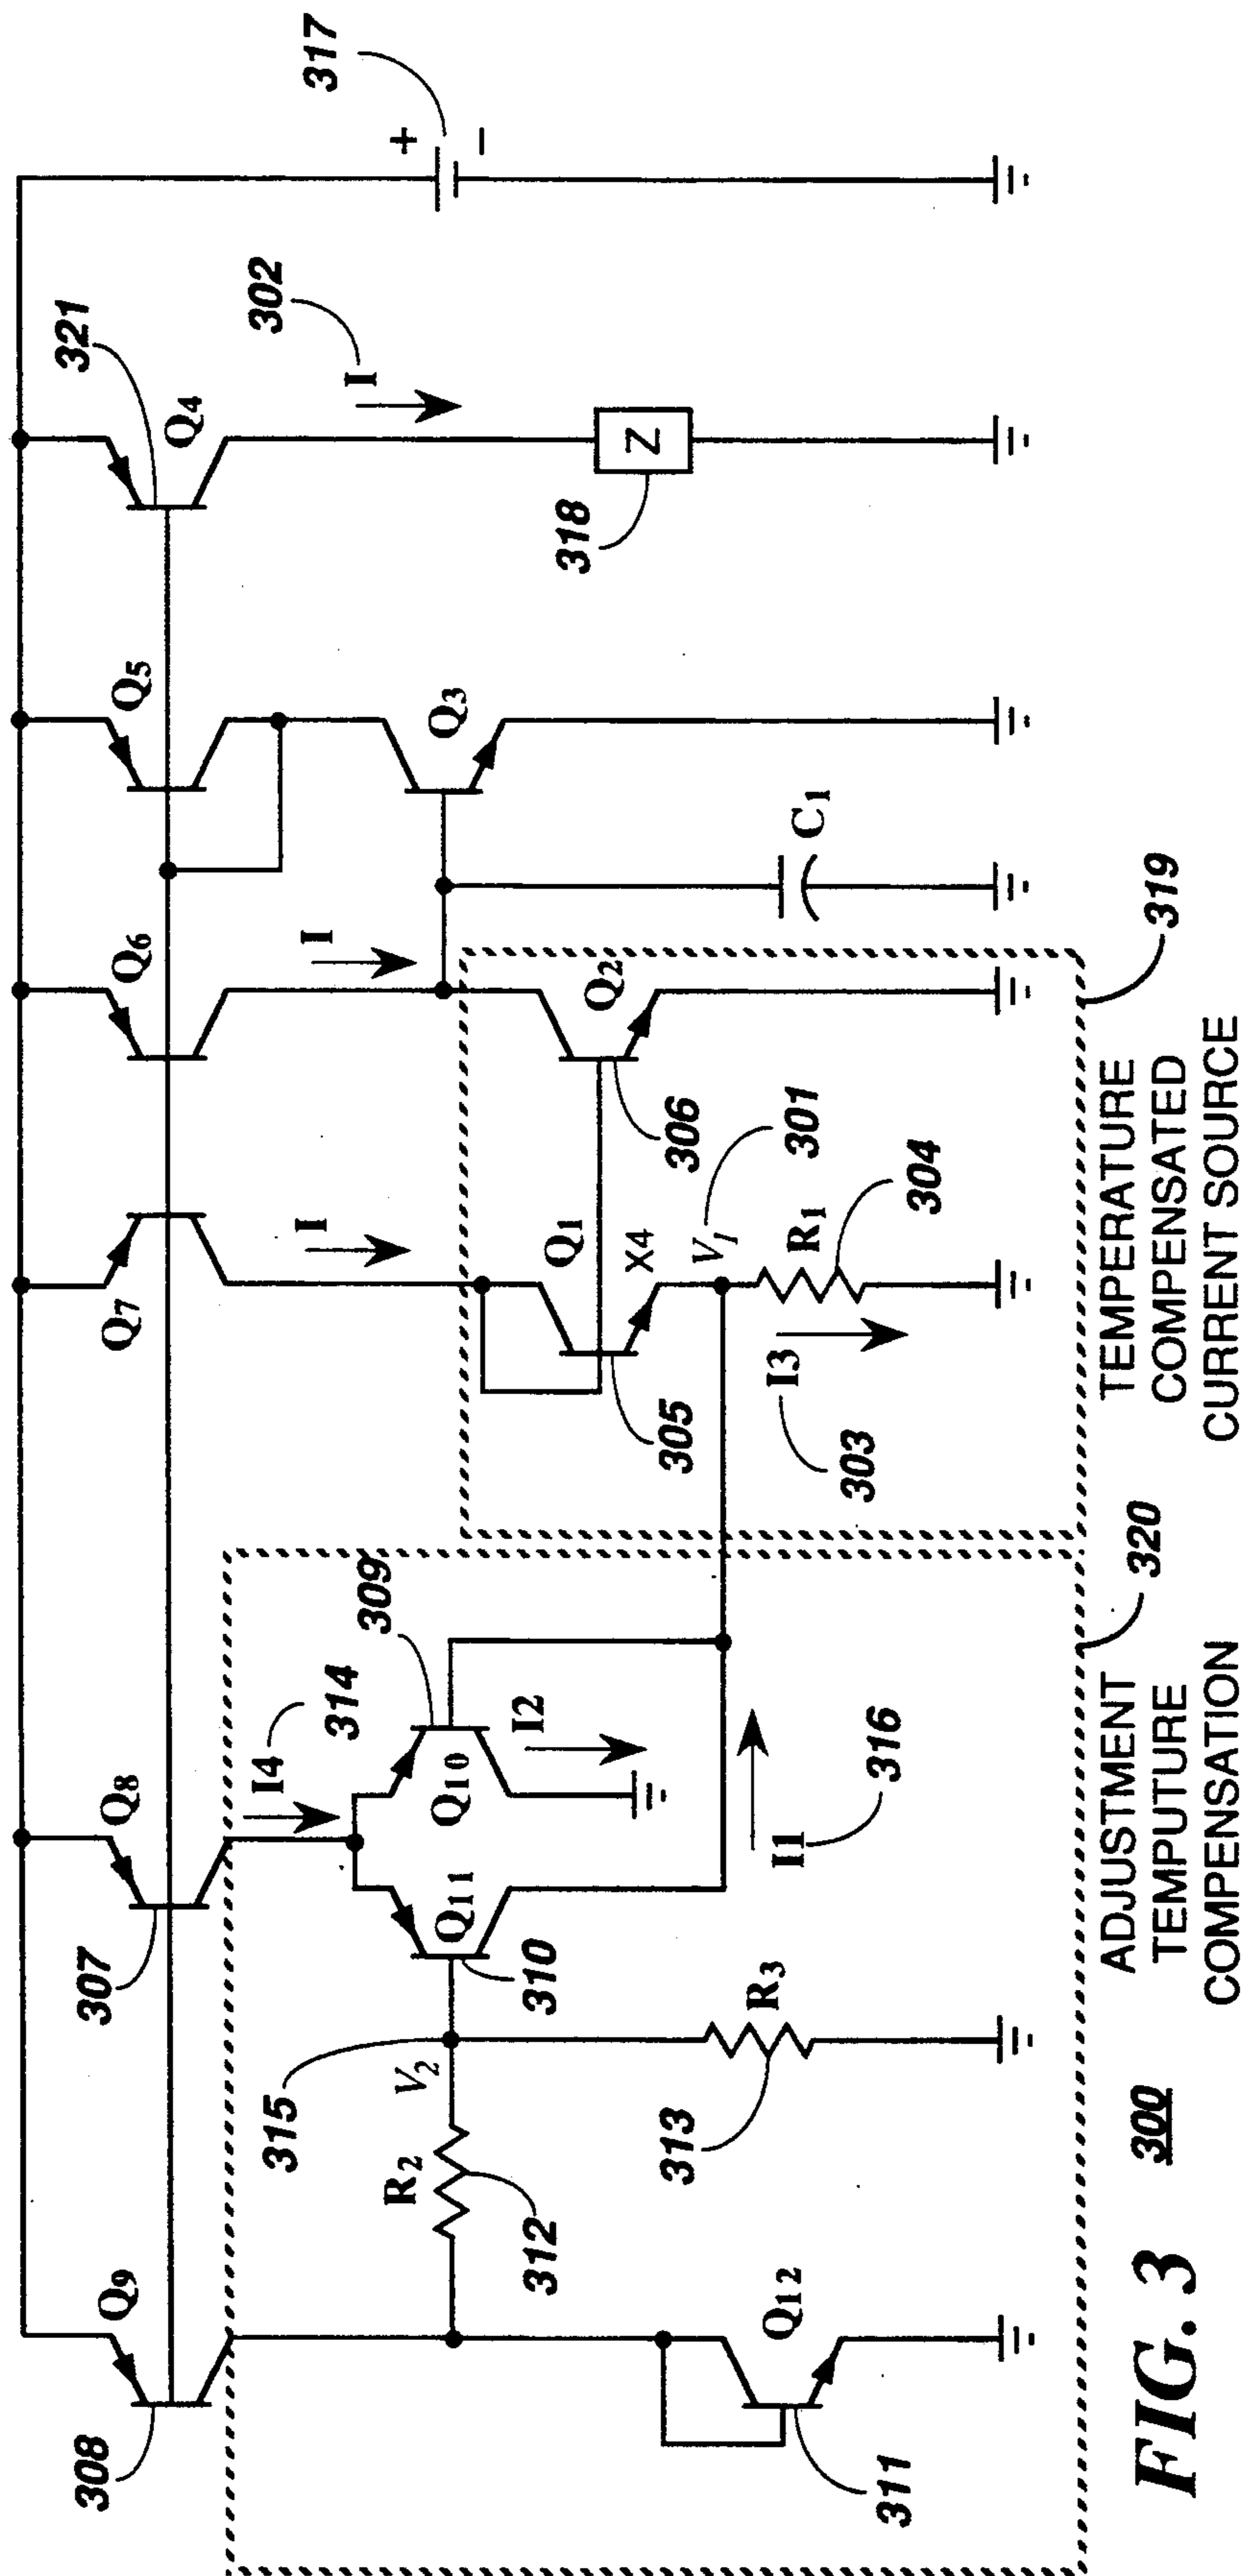 317
+
−
302
I
321
Q4
Z
318
Q5
Q3
C1
Q6
I
Q2
306
319
Q7
I
Q1
X4
V1
301
R1
304
I3
303
305
TEMPERATURE
COMPENSATED
CURRENT SOURCE
Q8
307
I4
314
309
Q10
I2
Q11
310
I1
316
320
Q9
308
315
V2
R2
312
R3
313
Q12
311
ADJUSTMENT
TEMPUTURE
COMPENSATION
300
FIG. 3